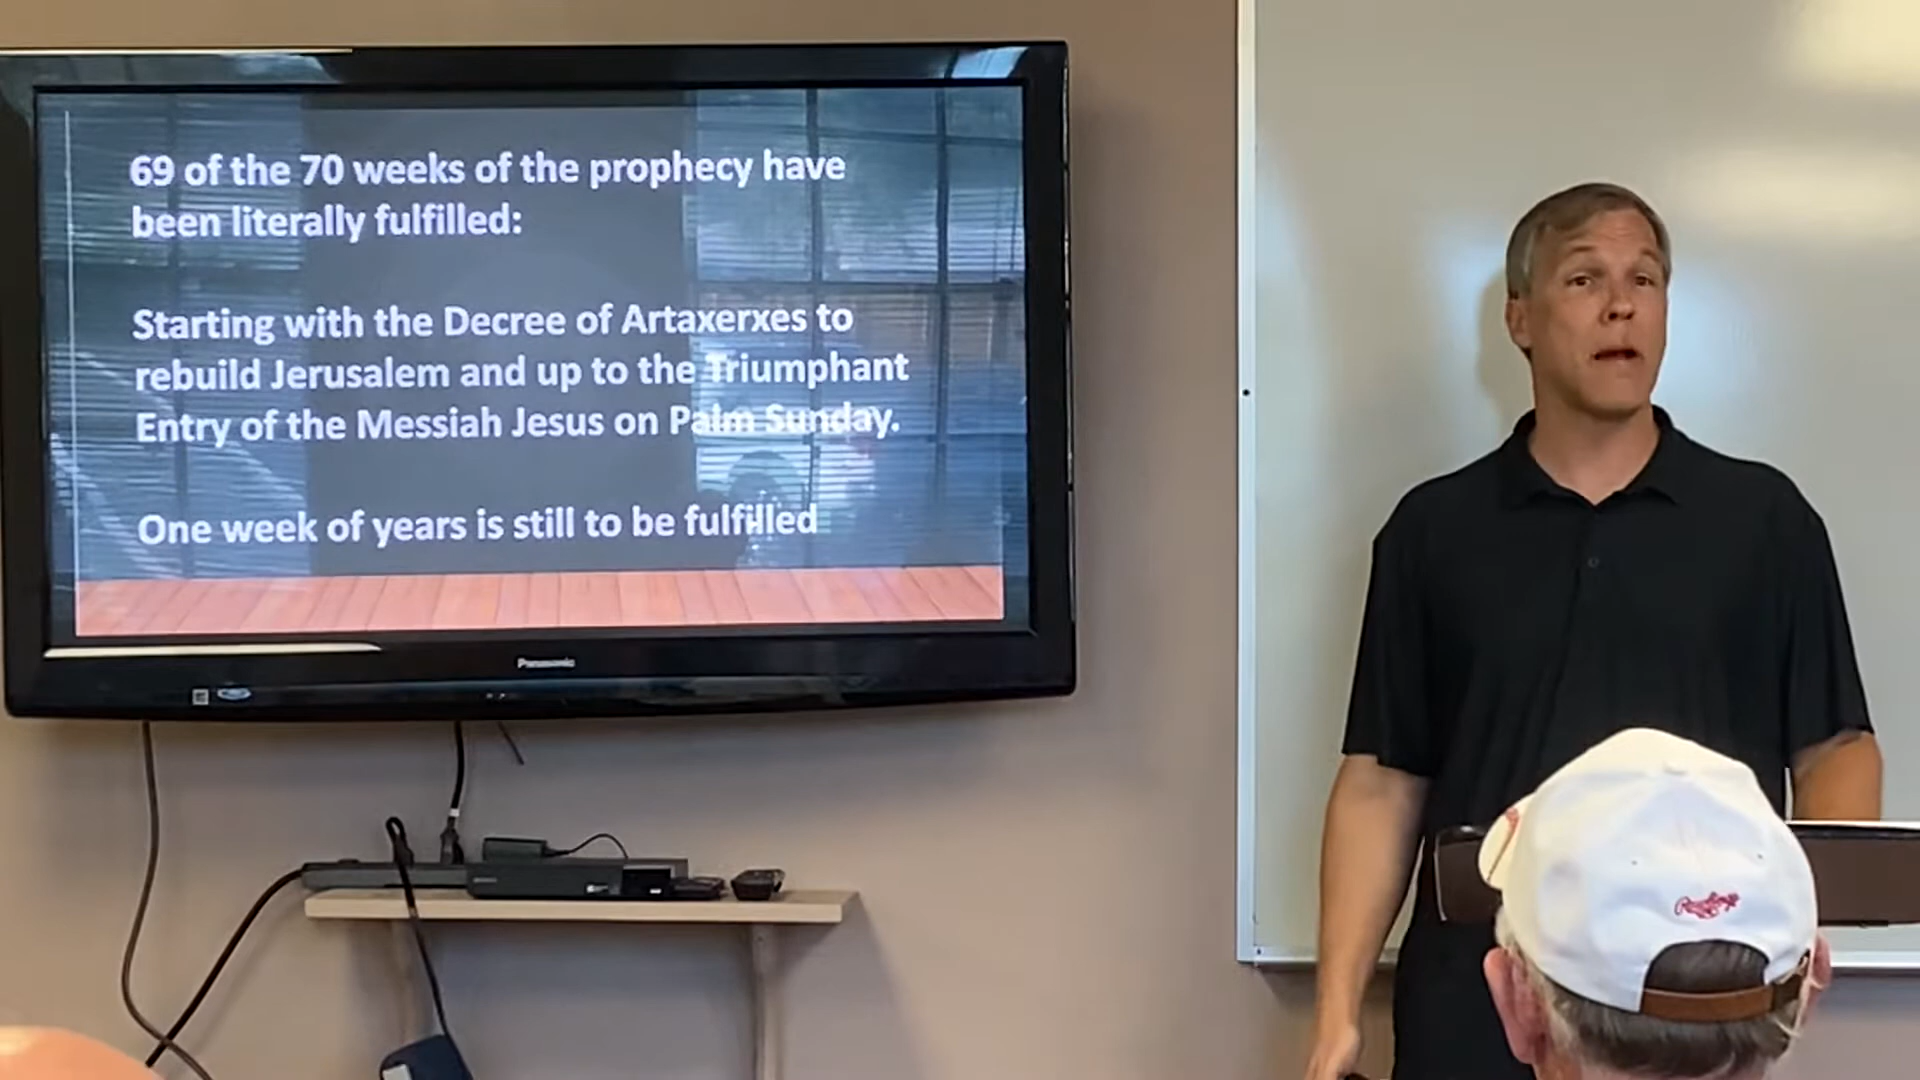 69 of the 70 weeks of the prophecy have
been literally fulfilled:
Starting with the Decree of Artaxerxes to
rebuild Jerusalem and up to the Triumphant
Entry of the Messiah Jesus on Palm Sunday.
One week of years is still to be fulfilled
Panasonic
Rawlings